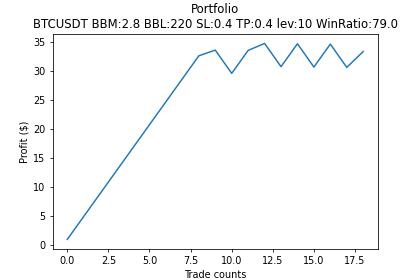 Portfolio
BTCUSDT BBM:2.8 BBL:220 SL:0.4 TP:0.4 lev:10 WinRatio:79.0
35
30
25
20
15
10
5
0
Profit ($)
0.0 2.5 5.0 7.5 10.0 12.5 15.0 17.5
Trade counts